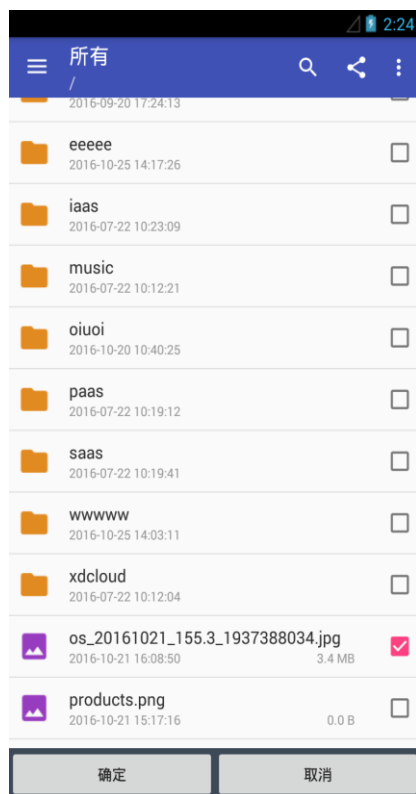 2:24
所有
/
2016-09-20 17:24:13
eeeee
2016-10-25 14:17:26
iaas
2016-07-22 10:23:09
music
2016-07-22 10:12:21
oiuoi
2016-10-20 10:40:25
paas
2016-07-22 10:19:12
saas
2016-07-22 10:19:41
wwwww
2016-10-25 14:03:11
xdcloud
2016-07-22 10:12:04
os_20161021_155.3_1937388034.jpg
2016-10-21 16:08:50 3.4 MB
products.png
2016-10-21 15:17:16 0.0 B
确定 取消